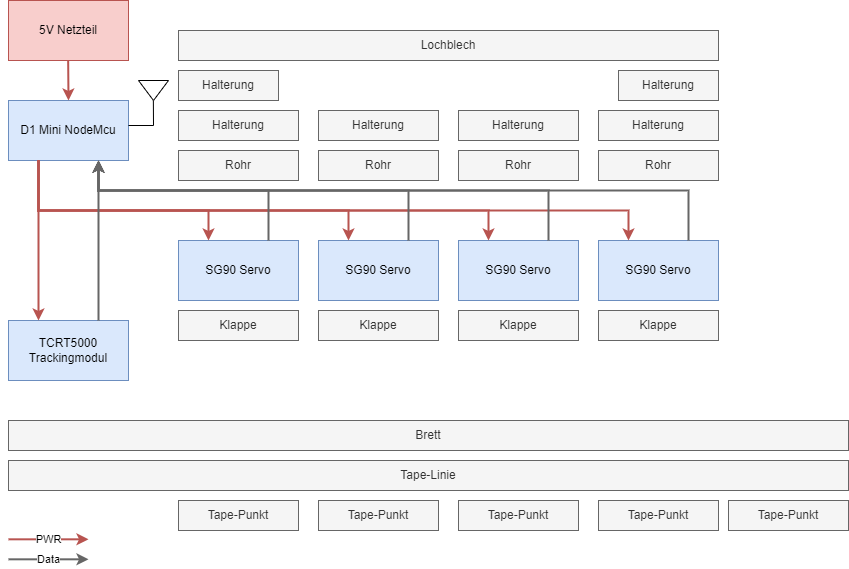 5V Netzteil
Lochblech
Halterung
Halterung
D1 Mini NodeMcu
Halterung
Halterung
Halterung
Halterung
Rohr
Rohr
Rohr
Rohr
SG90 Servo
SG90 Servo
SG90 Servo
SG90 Servo
Klappe
Klappe
Klappe
Klappe
TCRT5000
Trackingmodul
Brett
Tape-Linie
Tape-Punkt
Tape-Punkt
Tape-Punkt
Tape-Punkt
Tape-Punkt
PWR
Data